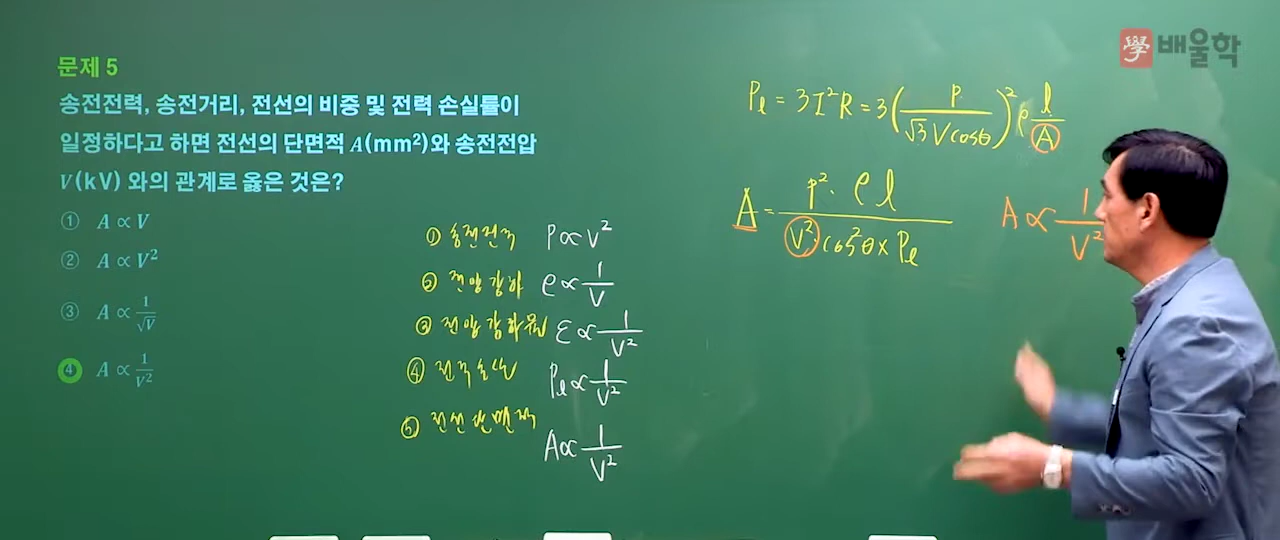 學 배울학
문제 5
송전전력, 송전거리, 전선의 비중 및 전력 손실률이
일정하다고 하면 전선의 단면적 A(mm²)와 송전전압
V(kV) 와의 관계로 옳은 것은?
① A ∝ V
② A ∝ V²
③ A ∝ 1/√V
④ A ∝ 1/V²
① 송전전력 P ∝ V²
② 전압강하 e ∝ 1/V
③ 전압강하율 ε ∝ 1/V²
④ 전력손실 Pℓ ∝ 1/V²
⑤ 전선단면적 A ∝ 1/V²
Pℓ = 3I²R = 3(P/(√3 V cosθ))² ρ ℓ/A
A = P²·ρℓ/(V²·cos²θ × Pℓ)
A ∝ 1/V²